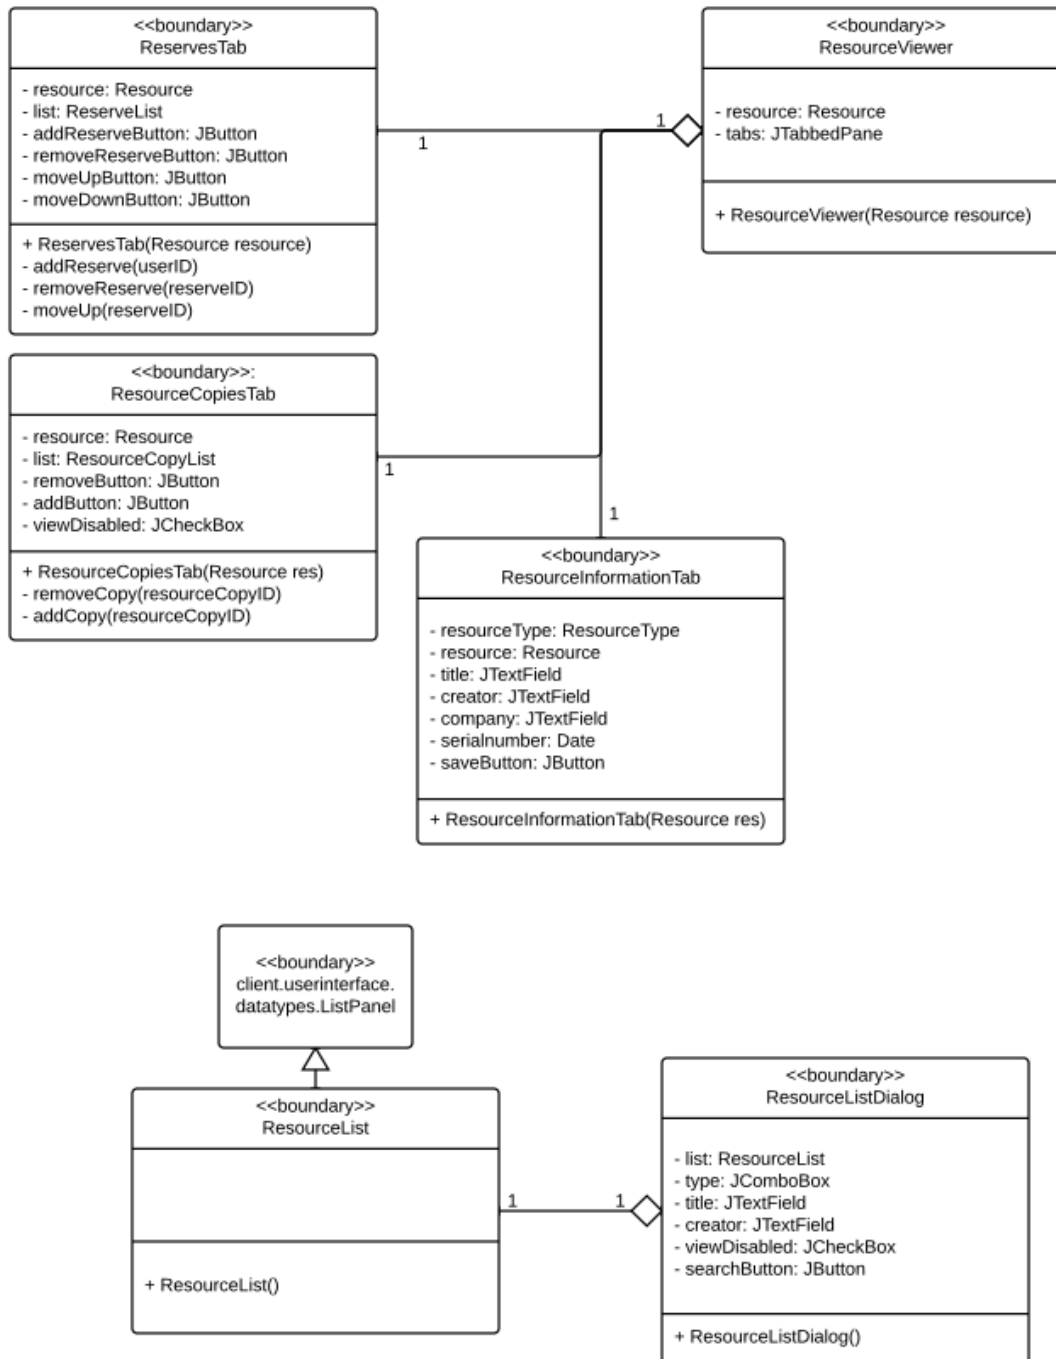 <<boundary>>
ReservesTab
- resource: Resource
- list: ReserveList
- addReserveButton: JButton
- removeReserveButton: JButton
- moveUpButton: JButton
- moveDownButton: JButton
+ ReservesTab(Resource resource)
- addReserve(userID)
- removeReserve(reserveID)
- moveUp(reserveID)
1
1
<<boundary>>
ResourceViewer
- resource: Resource
- tabs: JTabbedPane
+ ResourceViewer(Resource resource)
<<boundary>>:
ResourceCopiesTab
- resource: Resource
- list: ResourceCopyList
- removeButton: JButton
- addButton: JButton
- viewDisabled: JCheckBox
+ ResourceCopiesTab(Resource res)
- removeCopy(resourceCopyID)
- addCopy(resourceCopyID)
1
1
<<boundary>>
ResourceInformationTab
- resourceType: ResourceType
- resource: Resource
- title: JTextField
- creator: JTextField
- company: JTextField
- serialnumber: Date
- saveButton: JButton
+ ResourceInformationTab(Resource res)
<<boundary>>
client.userinterface.
datatypes.ListPanel
<<boundary>>
ResourceList
+ ResourceList()
1
1
<<boundary>>
ResourceListDialog
- list: ResourceList
- type: JComboBox
- title: JTextField
- creator: JTextField
- viewDisabled: JCheckBox
- searchButton: JButton
+ ResourceListDialog()